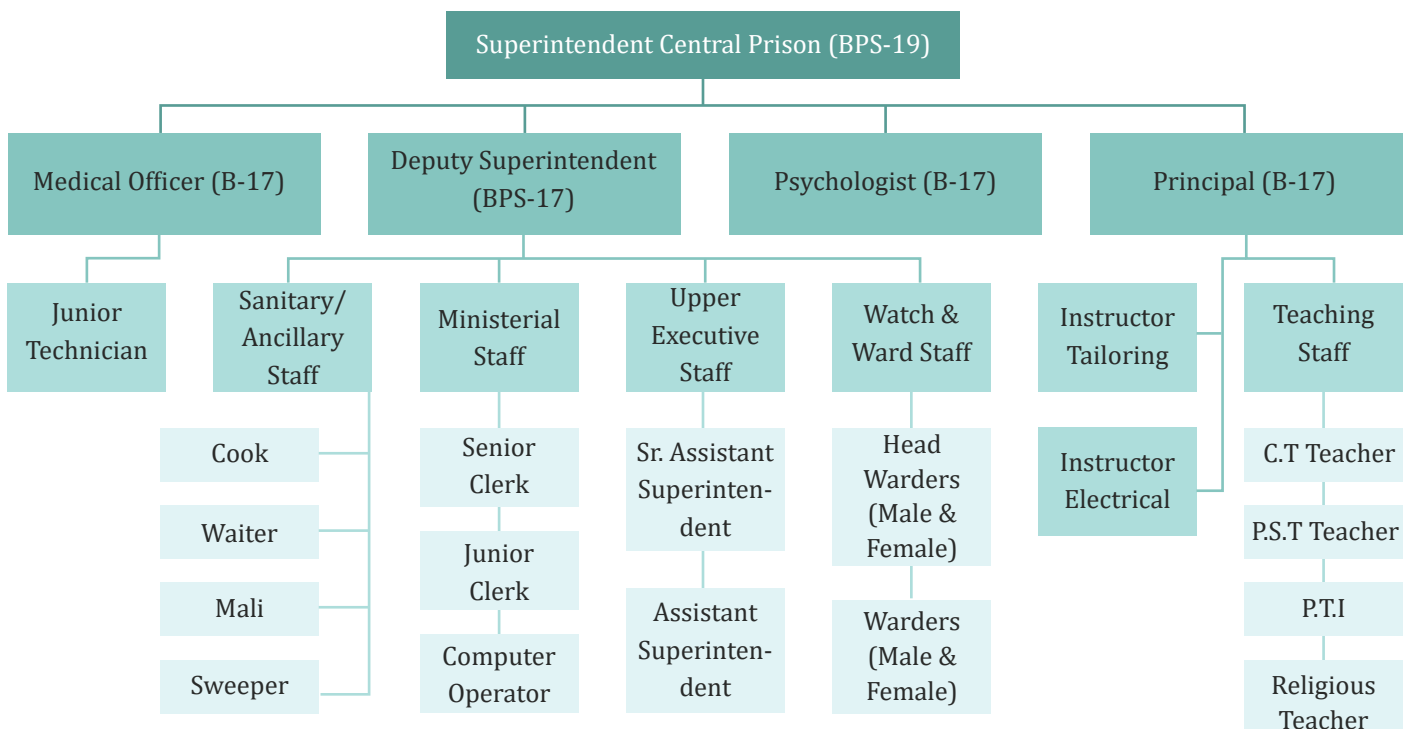 Superintendent Central Prison (BPS-19)
Medical Officer (B-17)
Deputy Superintendent
(BPS-17)
Psychologist (B-17)
Principal (B-17)
Junior
Technician
Sanitary/
Ancillary
Staff
Ministerial
Staff
Upper
Executive
Staff
Watch &
Ward Staff
Instructor
Tailoring
Teaching
Staff
Cook
Waiter
Mali
Sweeper
Senior
Clerk
Junior
Clerk
Computer
Operator
Sr. Assistant
Superinten-
dent
Assistant
Superinten-
dent
Head
Warders
(Male &
Female)
Warders
(Male &
Female)
Instructor
Electrical
C.T Teacher
P.S.T Teacher
P.T.I
Religious
Teacher